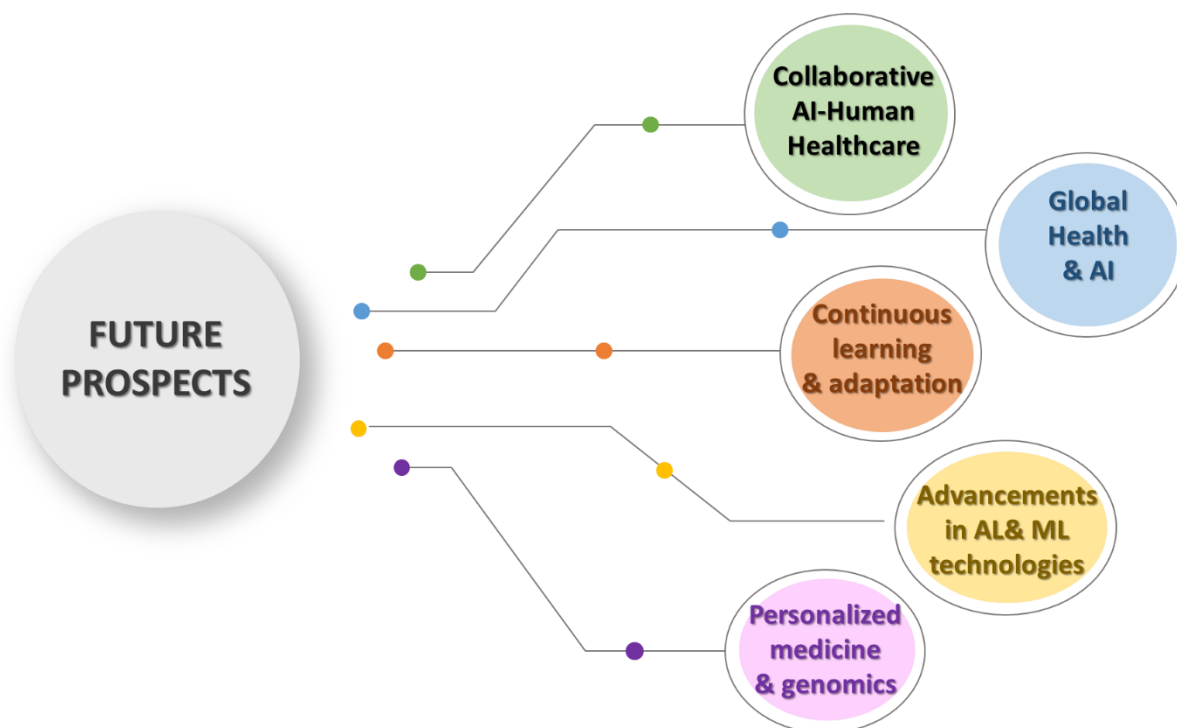 FUTURE
PROSPECTS
Collaborative
AI-Human
Healthcare
Global
Health
& AI
Continuous
learning
& adaptation
Advancements
in AL& ML
technologies
Personalized
medicine
& genomics